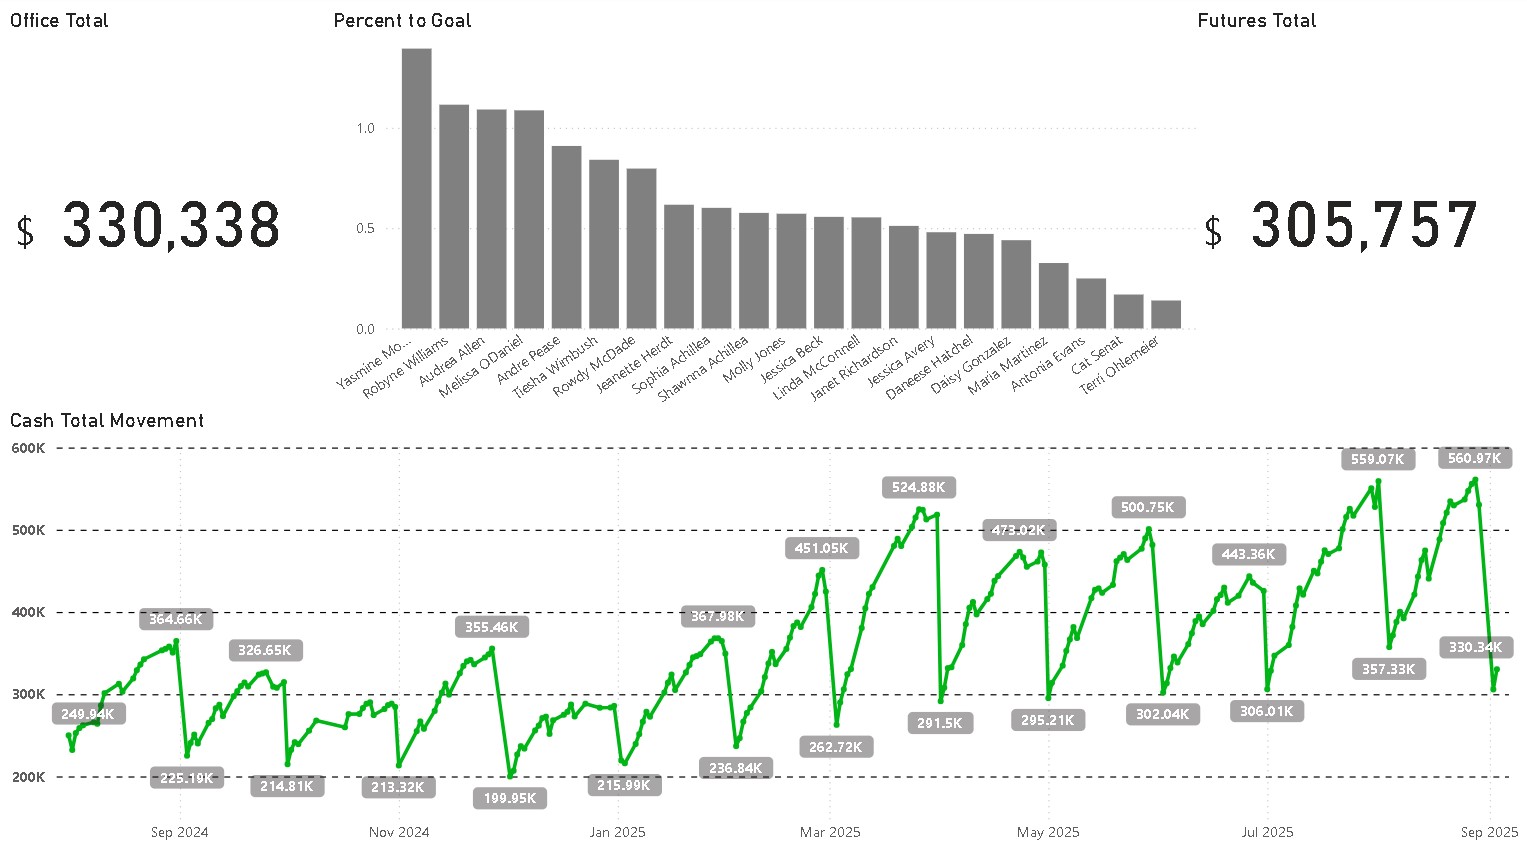 Office Total
Percent to Goal
Futures Total
$ 330,338
$ 305,757
1.0
0.5
0.0
Yasmine Mo...
Robyne Williams
Audrea Allen
Melissa ODaniel
Andre Pease
Tiesha Wimbush
Rowdy McDade
Jeanette Herdt
Sophia Achillea
Shawnna Achillea
Molly Jones
Jessica Beck
Linda McConnell
Janet Richardson
Jessica Avery
Daneese Hatchel
Daisy Gonzalez
Maria Martinez
Antonia Evans
Cat Senat
Terri Ohlemeier
Cash Total Movement
600K
500K
400K
300K
200K
249.94K
364.66K
225.19K
326.65K
214.81K
213.32K
355.46K
199.95K
215.99K
367.98K
236.84K
451.05K
262.72K
524.88K
291.5K
473.02K
295.21K
500.75K
302.04K
443.36K
306.01K
559.07K
357.33K
560.97K
330.34K
Sep 2024
Nov 2024
Jan 2025
Mar 2025
May 2025
Jul 2025
Sep 2025